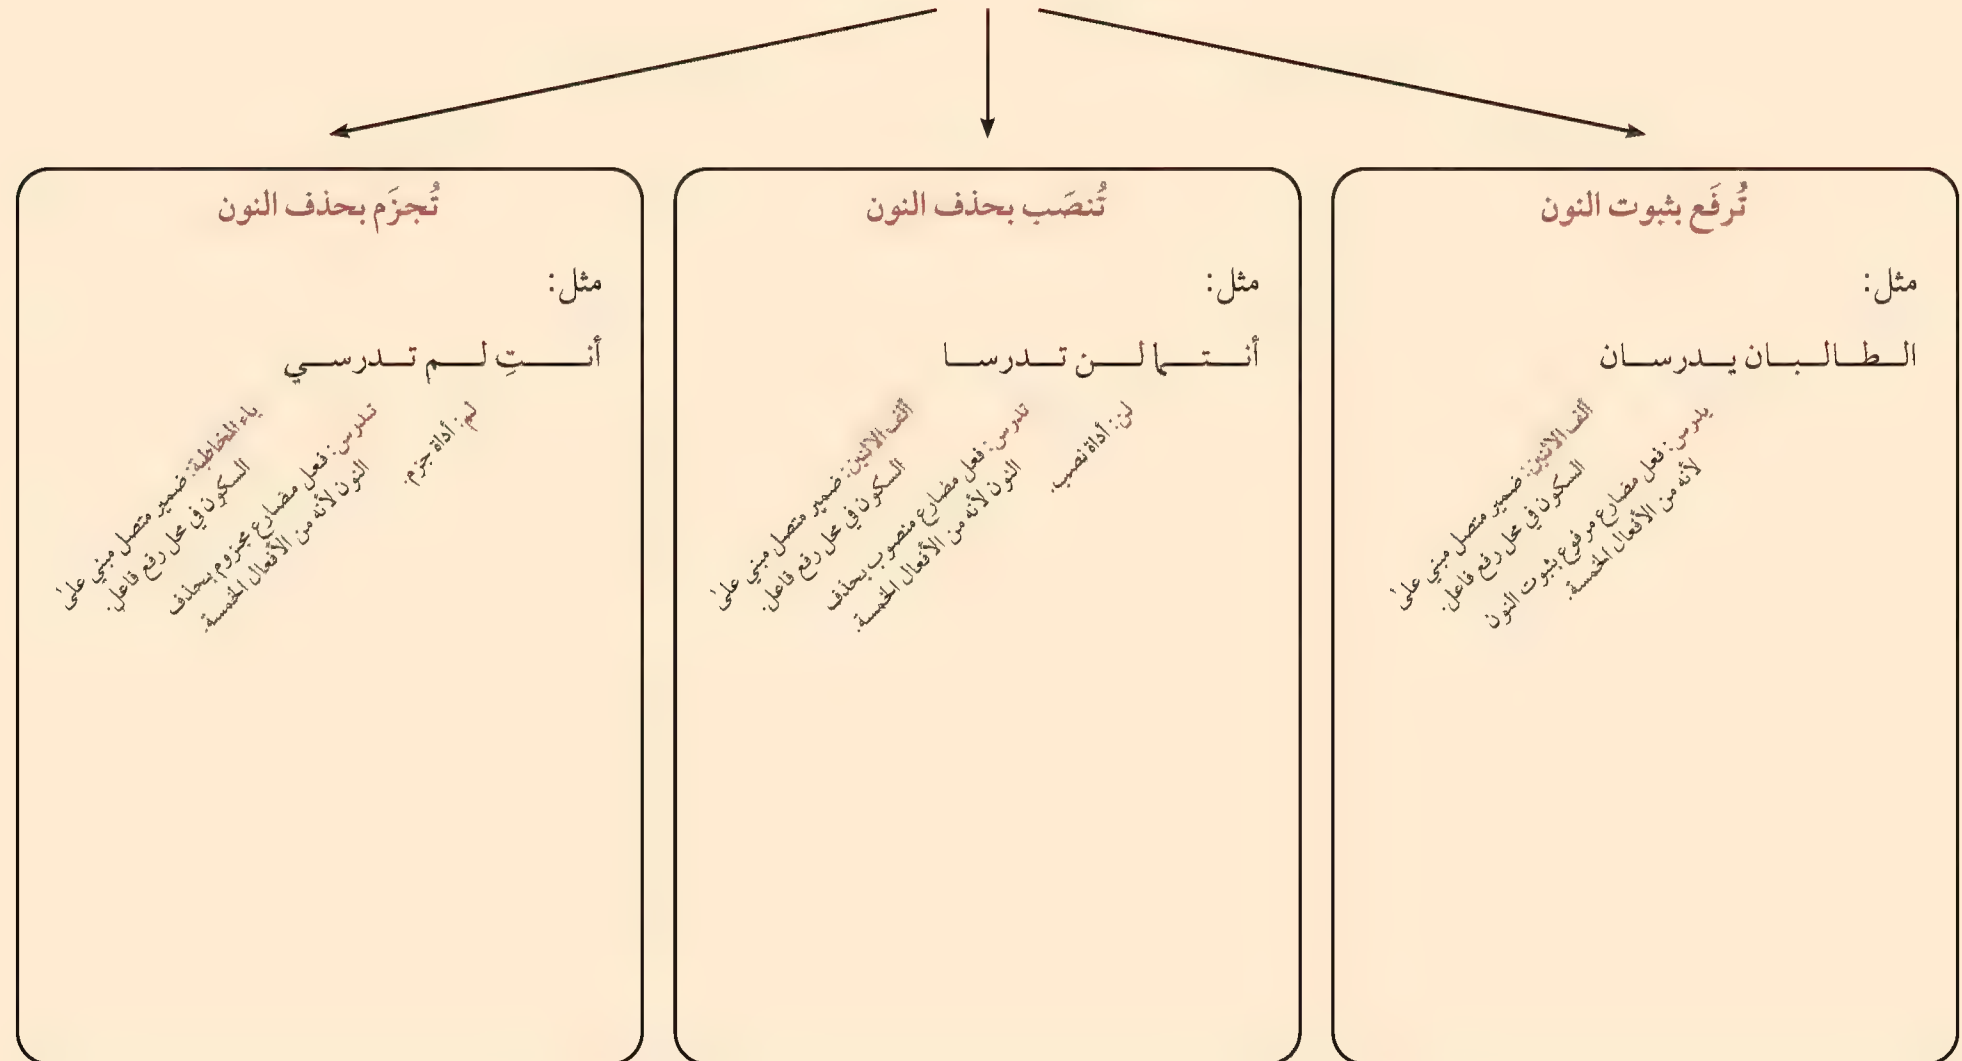 تُرفَع بثبوت النون
مثل:
الطالبان يدرسان
يدرس: فعل مضارع مرفوع بثبوت النون
لأنه من الأفعال الخمسة.
ألف الاثنين: ضمير متصل مبني على
السكون في محل رفع فاعل.
تُنصَب بحذف النون
مثل:
أنتما لن تدرسا
لن: أداة نصب.
تدرس: فعل مضارع منصوب بحذف
النون لأنه من الأفعال الخمسة.
ألف الاثنين: ضمير متصل مبني على
السكون في محل رفع فاعل.
تُجزَم بحذف النون
مثل:
أنتِ لم تدرسي
لم: أداة جزم.
تدرس: فعل مضارع مجزوم بحذف
النون لأنه من الأفعال الخمسة.
ياء المخاطبة: ضمير متصل مبني على
السكون في محل رفع فاعل.